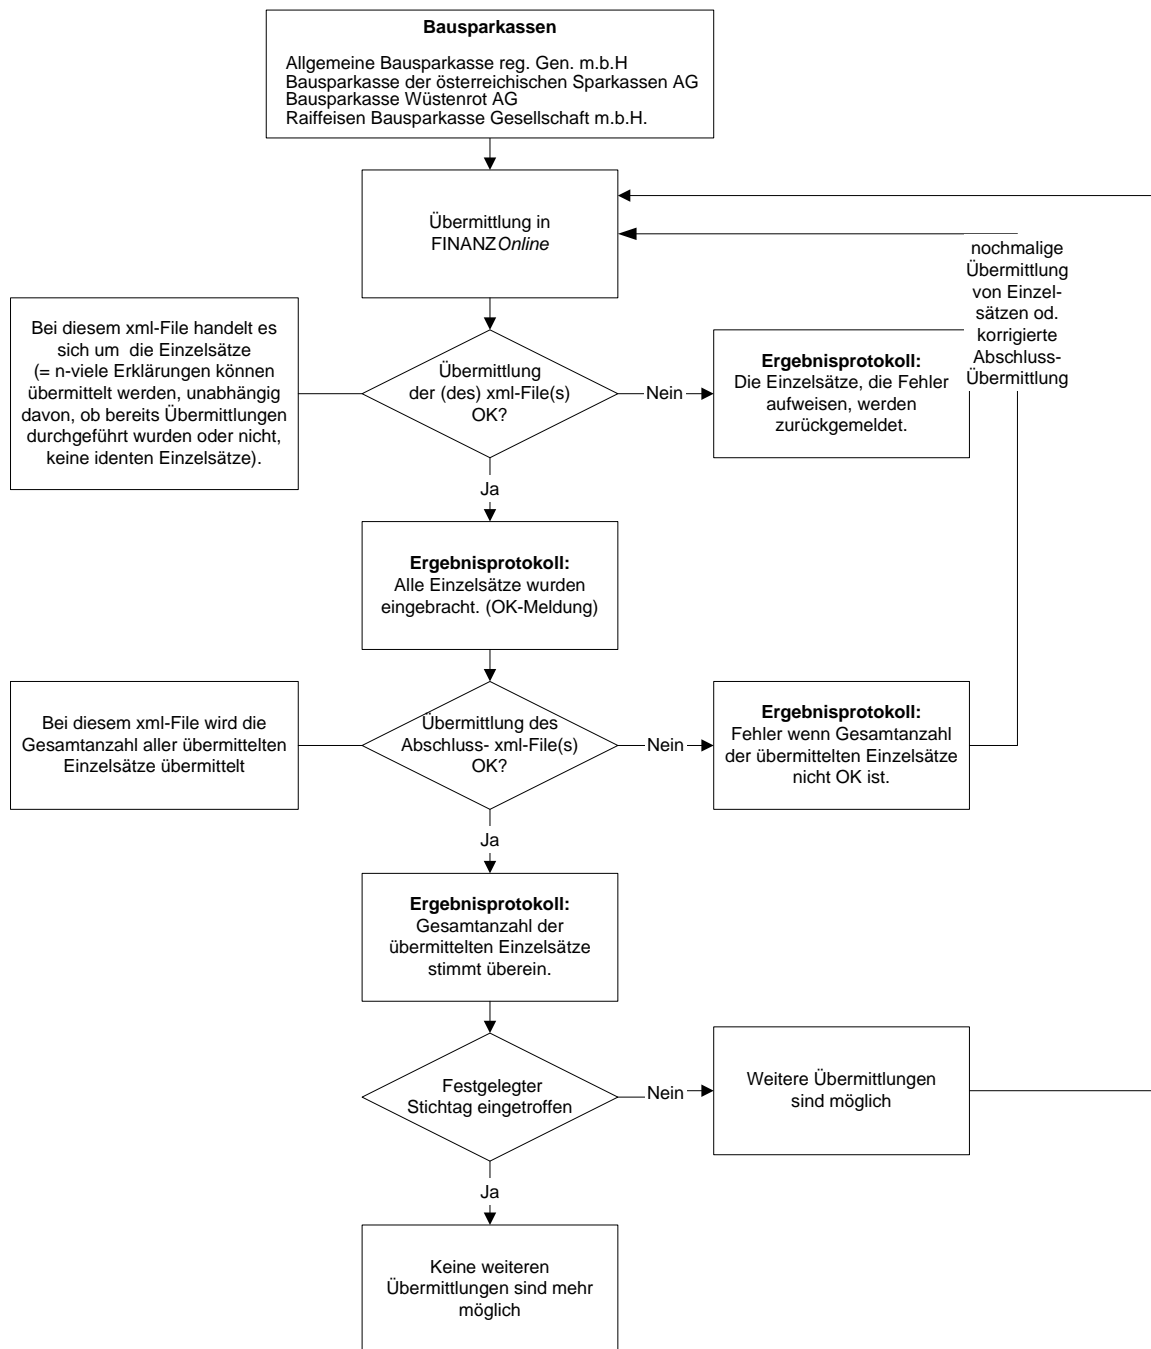 Bausparkassen
Allgemeine Bausparkasse reg. Gen. m.b.H
Bausparkasse der österreichischen Sparkassen AG
Bausparkasse Wüstenrot AG
Raiffeisen Bausparkasse Gesellschaft m.b.H.
Übermittlung in
FINANZOnline
nochmalige
Übermittlung
von Einzel-
sätzen od.
korrigierte
Abschluss-
Übermittlung
Bei diesem xml-File handelt es
sich um die Einzelsätze
(= n-viele Erklärungen können
übermittelt werden, unabhängig
davon, ob bereits Übermittlungen
durchgeführt wurden oder nicht,
keine identen Einzelsätze).
Übermittlung
der (des) xml-File(s)
OK?
Nein
Ergebnisprotokoll:
Die Einzelsätze, die Fehler
aufweisen, werden
zurückgemeldet.
Ja
Ergebnisprotokoll:
Alle Einzelsätze wurden
eingebracht. (OK-Meldung)
Bei diesem xml-File wird die
Gesamtanzahl aller übermittelten
Einzelsätze übermittelt
Übermittlung des
Abschluss- xml-File(s)
OK?
Nein
Ergebnisprotokoll:
Fehler wenn Gesamtanzahl
der übermittelten Einzelsätze
nicht OK ist.
Ja
Ergebnisprotokoll:
Gesamtanzahl der
übermittelten Einzelsätze
stimmt überein.
Festgelegter
Stichtag eingetroffen
Nein
Weitere Übermittlungen
sind möglich
Ja
Keine weiteren
Übermittlungen sind mehr
möglich